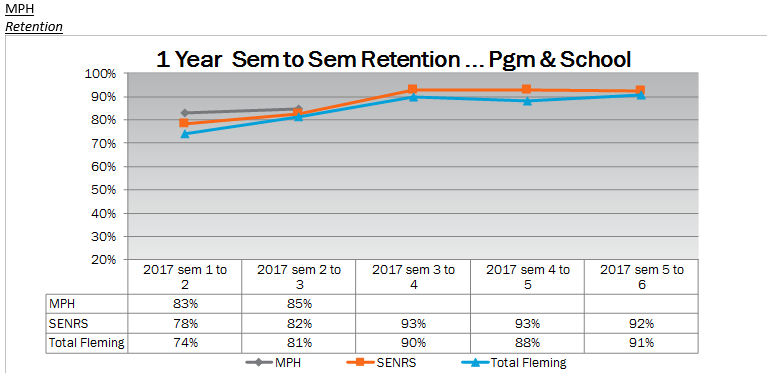 MPH
Retention
1 Year  Sem to Sem Retention ... Pgm & School
100%
90%
80%
70%
60%
50%
40%
30%
20%
2017 sem 1 to 2
2017 sem 2 to 3
2017 sem 3 to 4
2017 sem 4 to 5
2017 sem 5 to 6
MPH 83% 85%
SENRS 78% 82% 93% 93% 92%
Total Fleming 74% 81% 90% 88% 91%
MPH SENRS Total Fleming